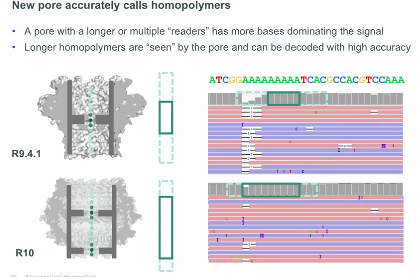 New pore accurately calls homopolymers
• A pore with a longer or multiple “readers” has more bases dominating the signal
• Longer homopolymers are “seen” by the pore and can be decoded with high accuracy
ATCGGAAAAAAAAAATCACGCCACGTCCAAA
R9.4.1
R10